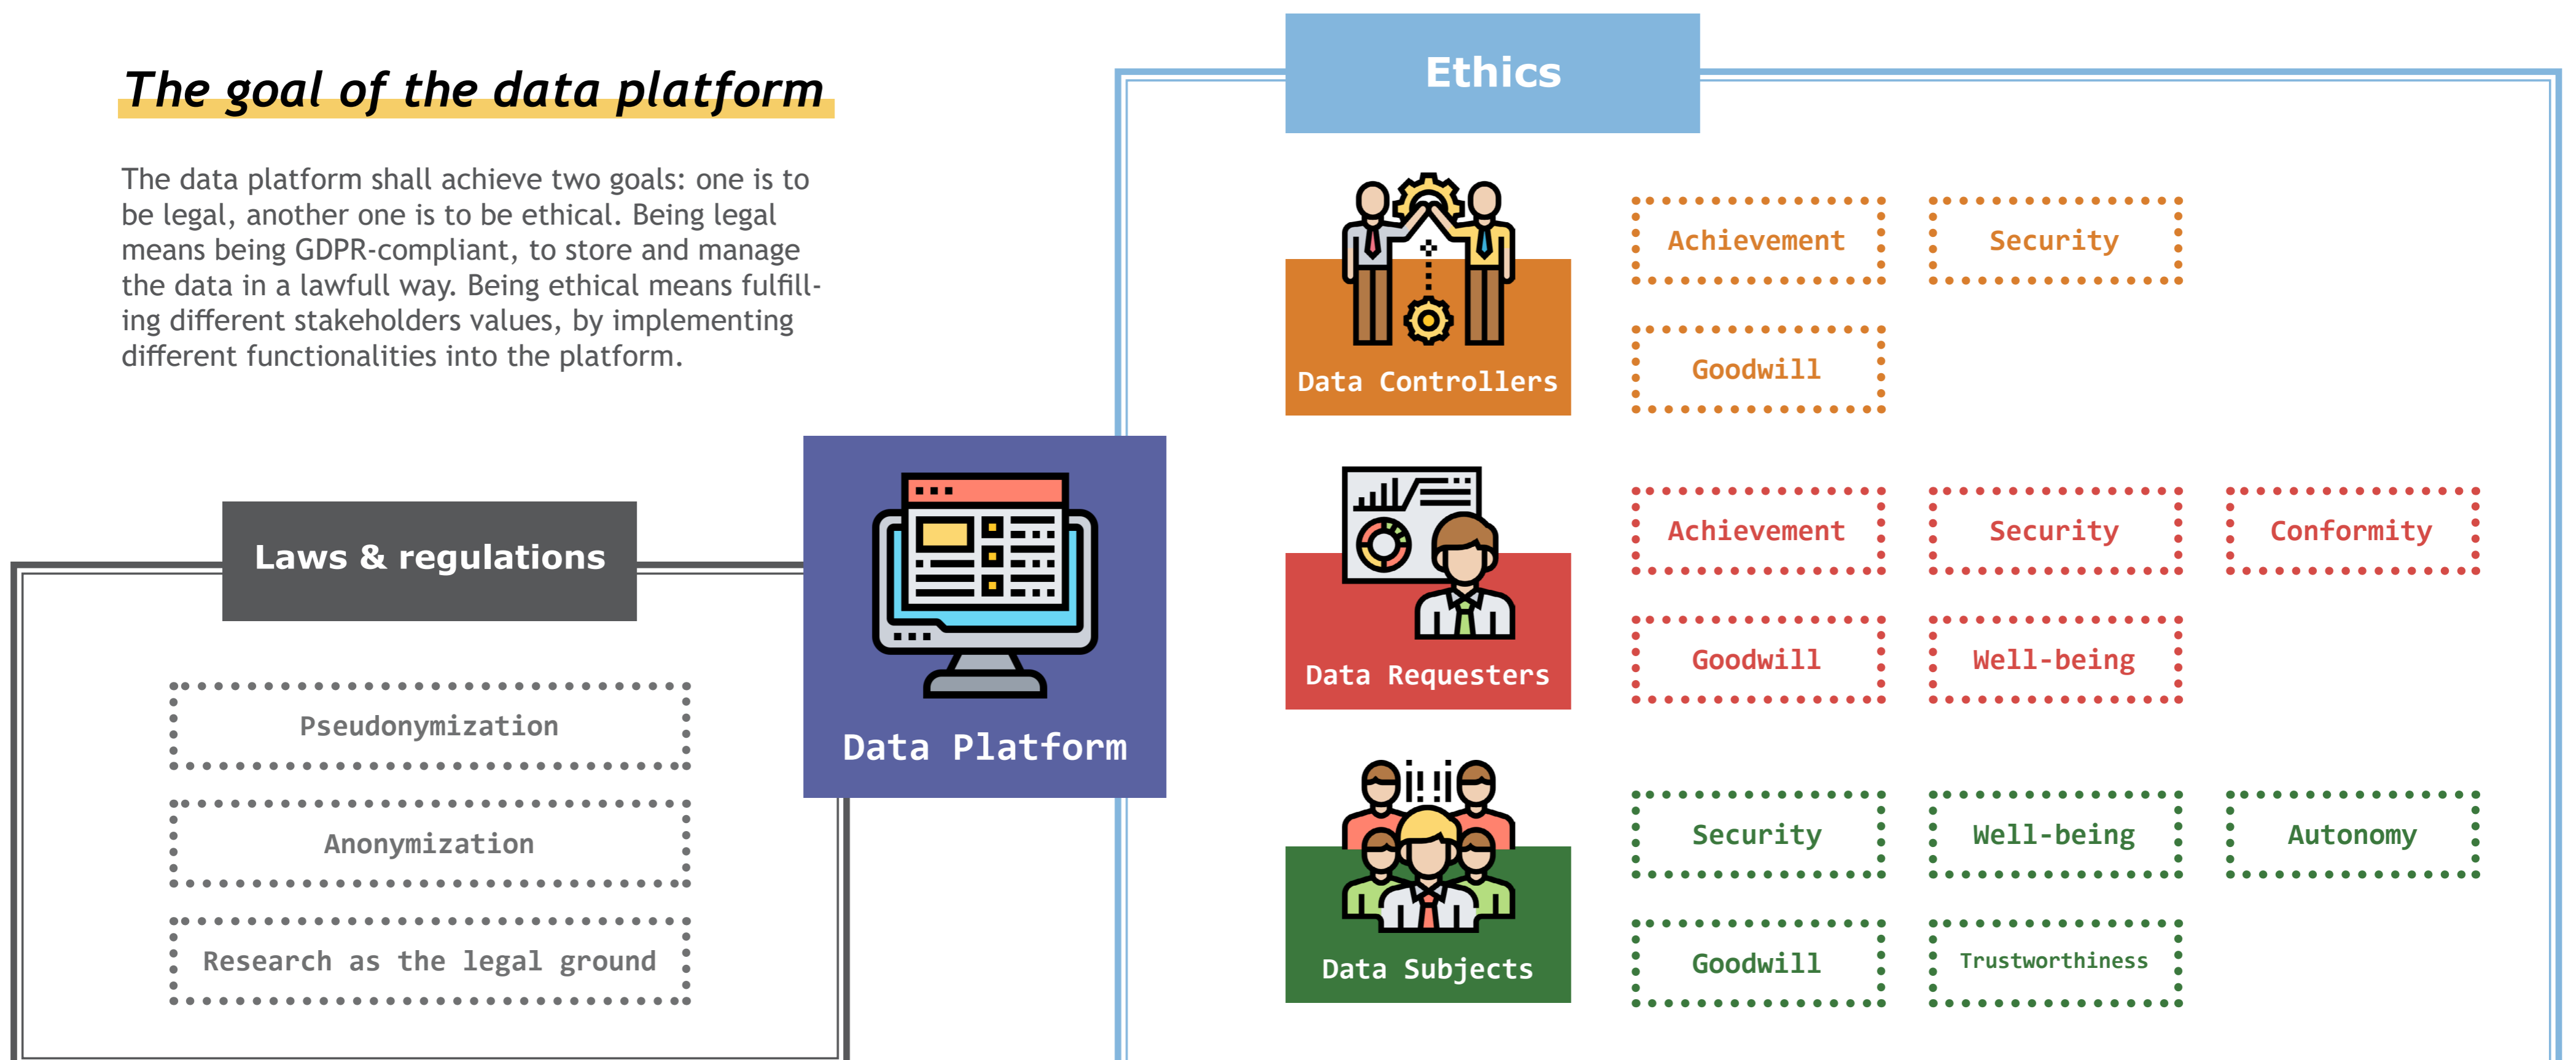 The goal of the data platform
The data platform shall achieve two goals: one is to
be legal, another one is to be ethical. Being legal
means being GDPR-compliant, to store and manage
the data in a lawfull way. Being ethical means fulfill-
ing different stakeholders values, by implementing
different functionalities into the platform.
Laws & regulations
Pseudonymization
Anonymization
Research as the legal ground
Data Platform
Ethics
Data Controllers
Achievement
Security
Goodwill
Data Requesters
Achievement
Security
Conformity
Goodwill
Well-being
Data Subjects
Security
Well-being
Autonomy
Goodwill
Trustworthiness